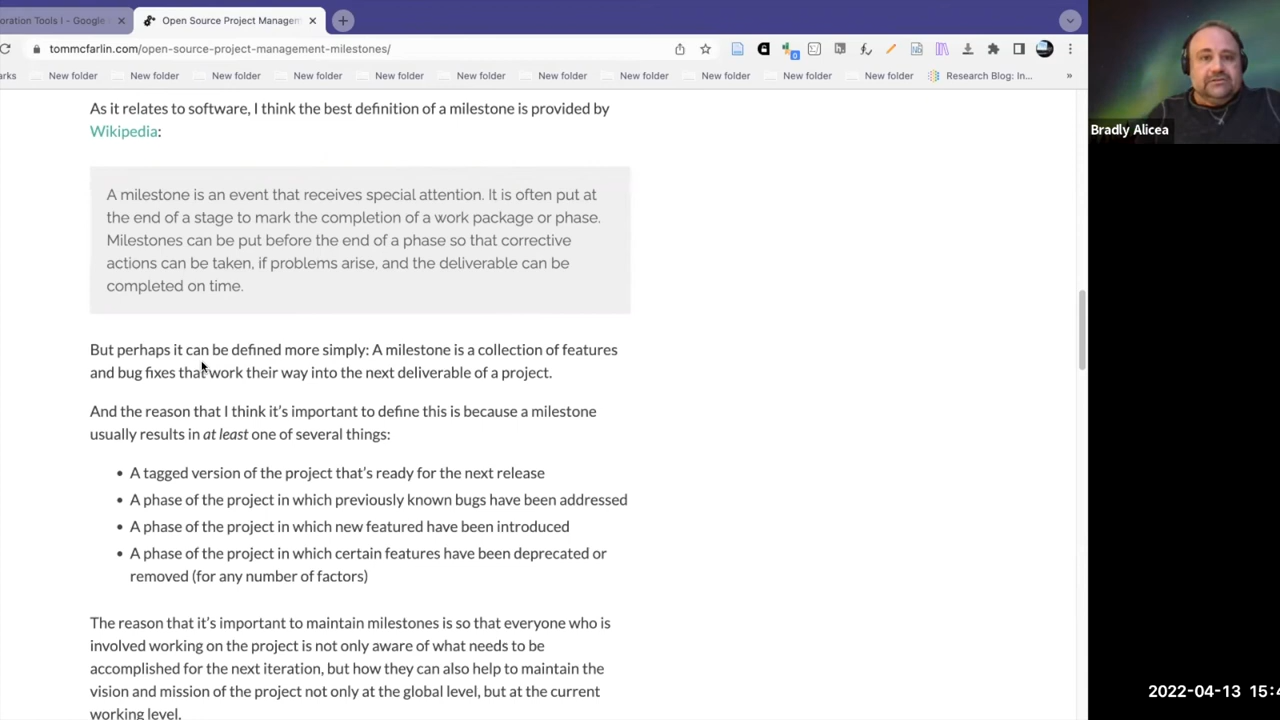 oration Tools I - Google
Open Source Project Managem
tommcfarlin.com/open-source-project-management-milestones/
arks
New folder
New folder
New folder
New folder
New folder
New folder
New folder
New folder
New folder
New folder
New folder
Research Blog: In...
»
As it relates to software, I think the best definition of a milestone is provided by
Wikipedia:
A milestone is an event that receives special attention. It is often put at
the end of a stage to mark the completion of a work package or phase.
Milestones can be put before the end of a phase so that corrective
actions can be taken, if problems arise, and the deliverable can be
completed on time.
But perhaps it can be defined more simply: A milestone is a collection of features
and bug fixes that work their way into the next deliverable of a project.
And the reason that I think it's important to define this is because a milestone
usually results in at least one of several things:
• A tagged version of the project that's ready for the next release
• A phase of the project in which previously known bugs have been addressed
• A phase of the project in which new featured have been introduced
• A phase of the project in which certain features have been deprecated or
removed (for any number of factors)
The reason that it's important to maintain milestones is so that everyone who is
involved working on the project is not only aware of what needs to be
accomplished for the next iteration, but how they can also help to maintain the
vision and mission of the project not only at the global level, but at the current
working level.
Bradly Alicea
2022-04-13 15:4